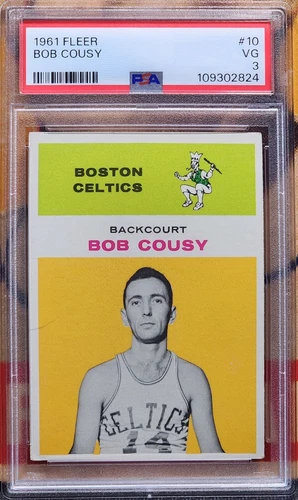 1961 FLEER #10
BOB COUSY VG
3
PSA 109302824
BOSTON
CELTICS
BACKCOURT
BOB COUSY
CELTICS
14